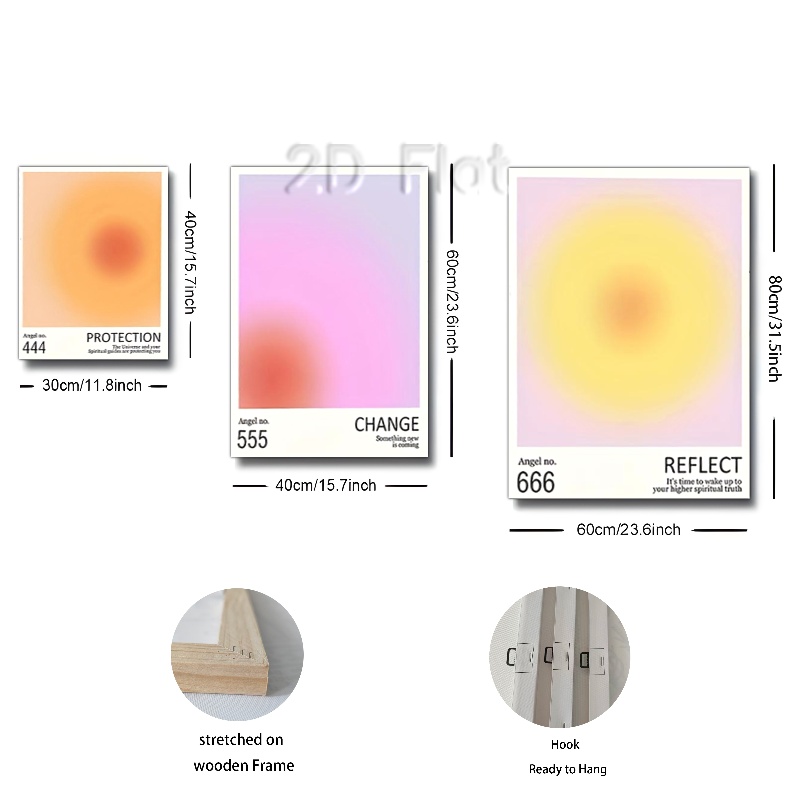 2D Flat
40cm/15.7inch
60cm/23.6inch
80cm/31.5inch
Angel no.
444
PROTECTION
The Universe and your
Spiritual guides are protecting you
30cm/11.8inch
Angel no.
555
CHANGE
Something new
is coming
40cm/15.7inch
Angel no.
666
REFLECT
It's time to wake up to
your higher spiritual truth
60cm/23.6inch
stretched on
wooden Frame
Hook
Ready to Hang